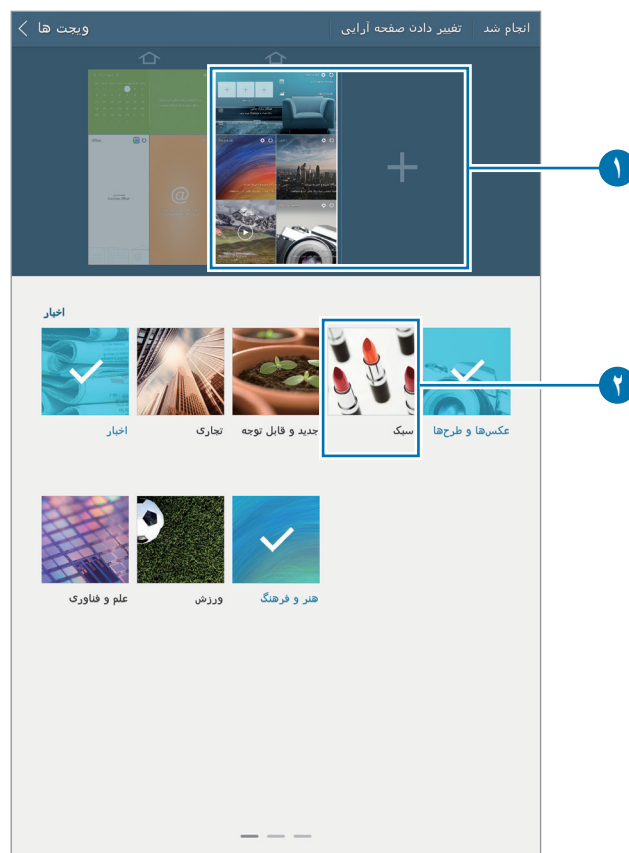 انجام شد تغییر دادن صفحه آرایی ویجت ها
Office
@
۱
اخبار
۲
عکس‌ها و طرح‌ها سبک جدید و قابل توجه تجاری اخبار
هنر و فرهنگ ورزش علم و فناوری